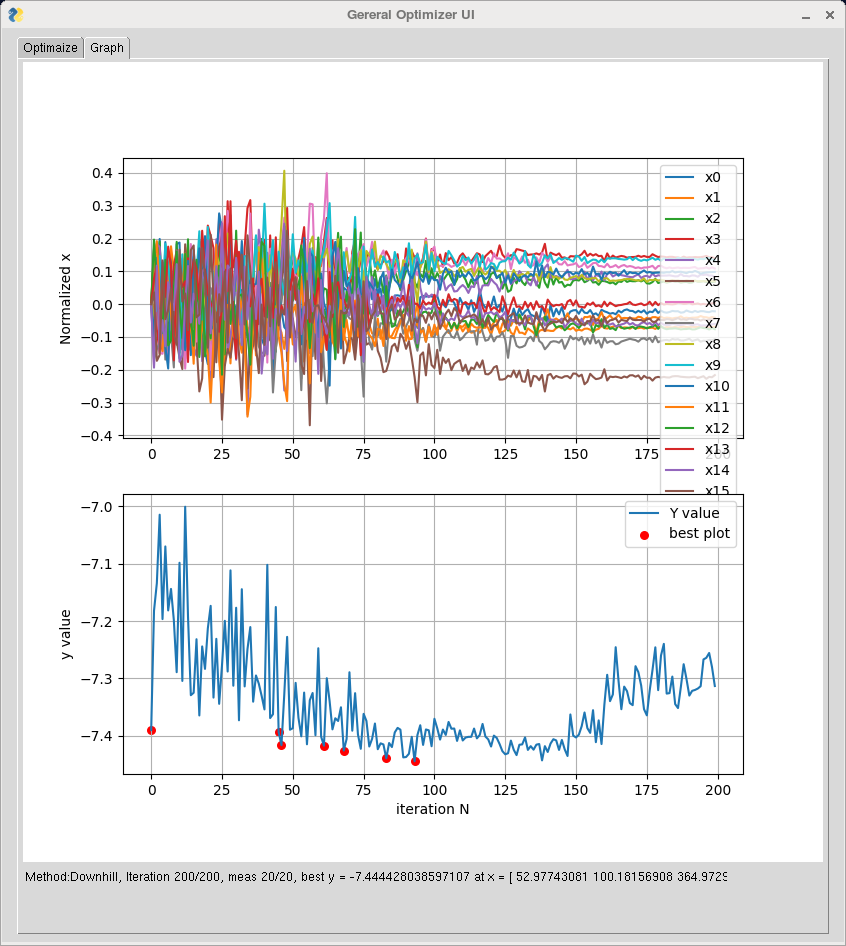 Gereral Optimizer UI
Optimaize Graph
Normalized x
0.4
0.3
0.2
0.1
0.0
−0.1
−0.2
−0.3
−0.4
0 25 50 75 100 125 150 175 200
x0
x1
x2
x3
x4
x5
x6
x7
x8
x9
x10
x11
x12
x13
x14
x15
y value
−7.0
−7.1
−7.2
−7.3
−7.4
Y value
best plot
0 25 50 75 100 125 150 175 200
iteration N
Method:Downhill, Iteration 200/200, meas 20/20, best y = -7.444428038597107 at x = [ 52.97743081 100.18156908 364.9729